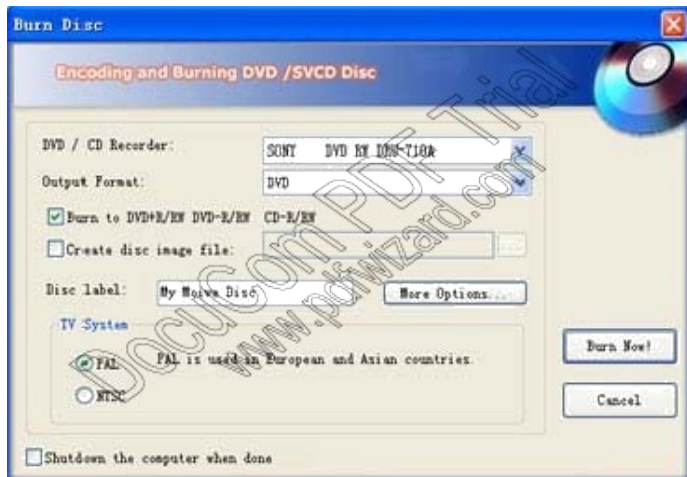 Burn Disc
Encoding and Burning DVD /SVCD Disc
DVD / CD Recorder:
SONY DVD RW DRU-710A
Output Format:
DVD
Burn to DVD+R/RW DVD-R/RW CD-R/RW
Create disc image file:
Disc label:
My Moive Disc
More Options...
TV System
PAL
PAL is used in European and Asian countries.
NTSC
Burn Now!
Cancel
Shutdown the computer when done
DocuCom PDF Trial
www.pdfwizard.com